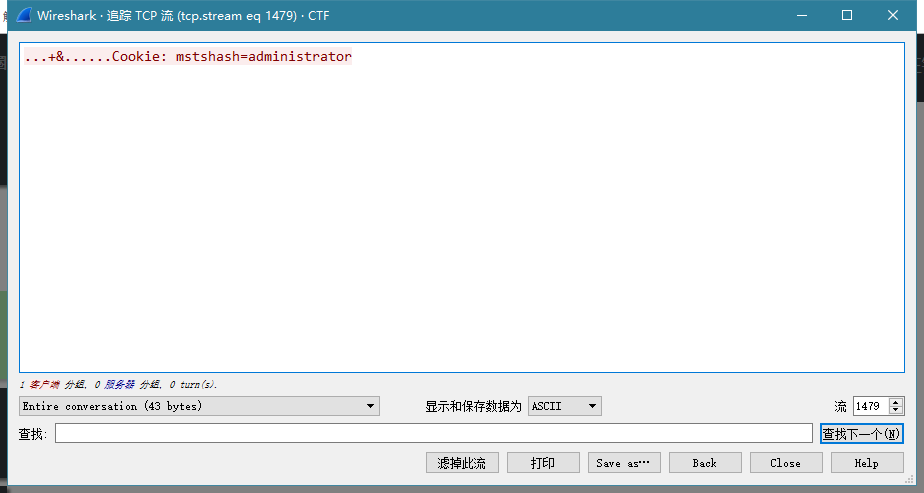 Wireshark · 追踪 TCP 流 (tcp.stream eq 1479) · CTF
...+&......Cookie: mstshash=administrator
1 客户端 分组, 0 服务器 分组, 0 turn(s).
Entire conversation (43 bytes) 显示和保存数据为 ASCII 流 1479
查找: 查找下一个(N)
滤掉此流 打印 Save as… Back Close Help